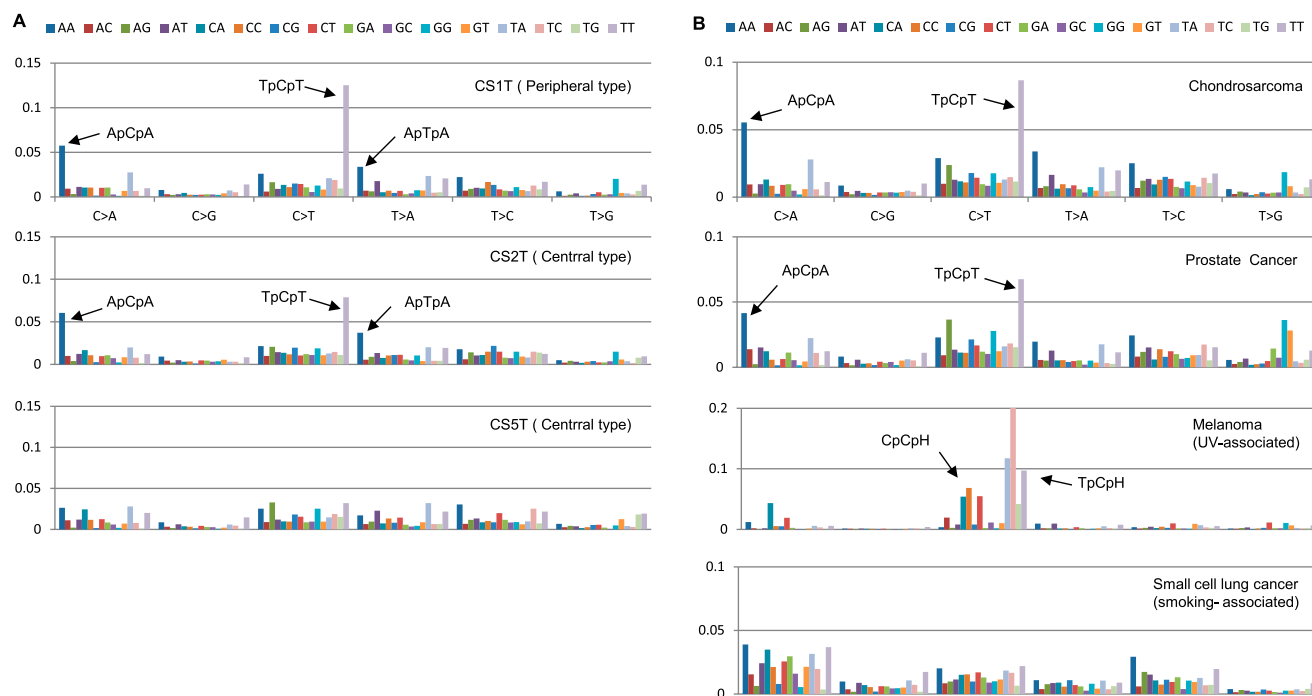 A
AA AC AG AT CA CC CG CT GA GC GG GT TA TC TG TT
0.15
0.1
0.05
0
CS1T ( Peripheral type)
TpCpT
ApCpA
ApTpA
C>A C>G C>T T>A T>C T>G
0.15
0.1
0.05
0
CS2T ( Centrral type)
ApCpA
TpCpT
ApTpA
0.15
0.1
0.05
0
CS5T ( Centrral type)
B
AA AC AG AT CA CC CG CT GA GC GG GT TA TC TG TT
0.1
0.05
0
Chondrosarcoma
ApCpA
TpCpT
C>A C>G C>T T>A T>C T>G
0.1
0.05
0
Prostate Cancer
ApCpA
TpCpT
0.2
0.1
0
Melanoma
(UV-associated)
CpCpH
TpCpH
0.1
0.05
0
Small cell lung cancer
(smoking- associated)